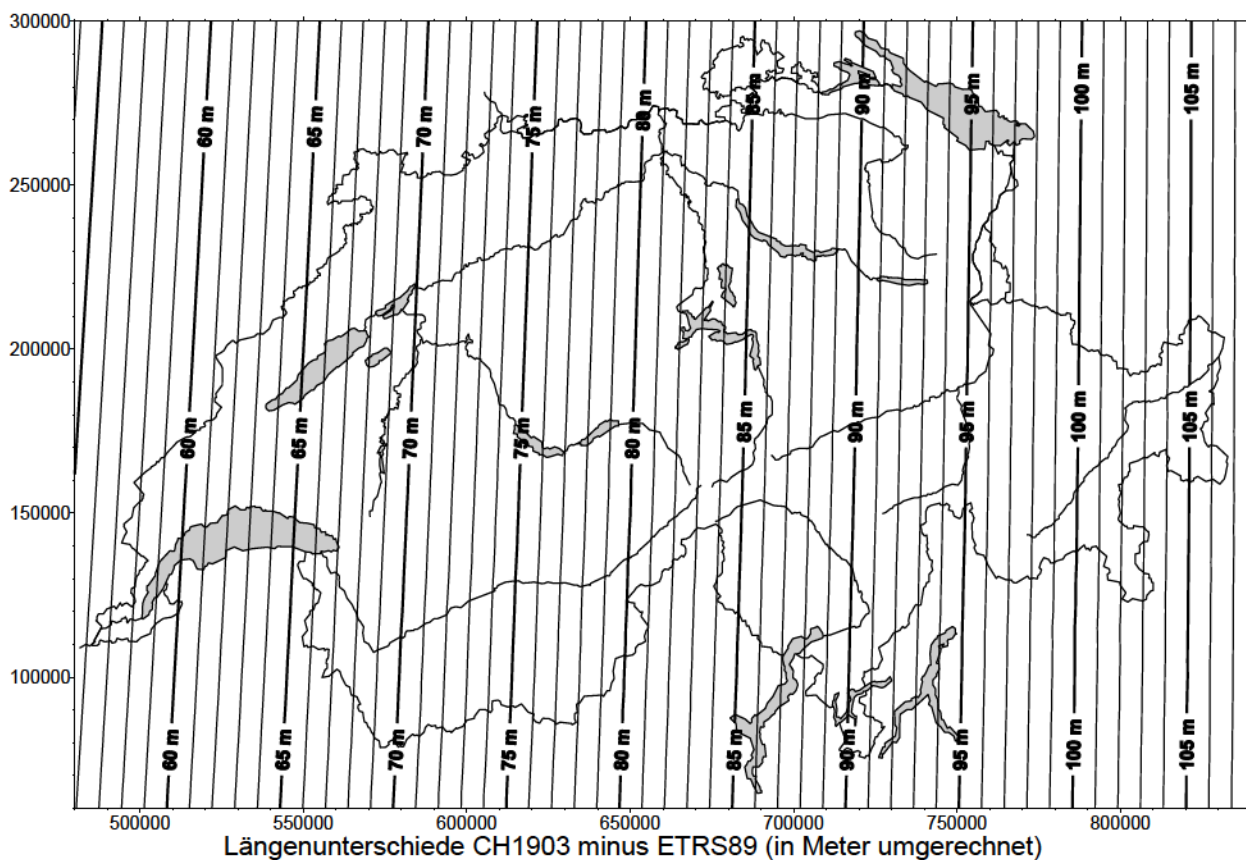 300000
60 m 65 m 70 m 75 m 80 m 85 m 90 m 95 m 100 m 105 m
250000
200000
60 m 65 m 70 m 75 m 80 m 85 m 90 m 95 m 100 m 105 m
150000
100000
60 m 65 m 70 m 75 m 80 m 85 m 90 m 95 m 100 m 105 m
500000 550000 600000 650000 700000 750000 800000
Längenunterschiede CH1903 minus ETRS89 (in Meter umgerechnet)